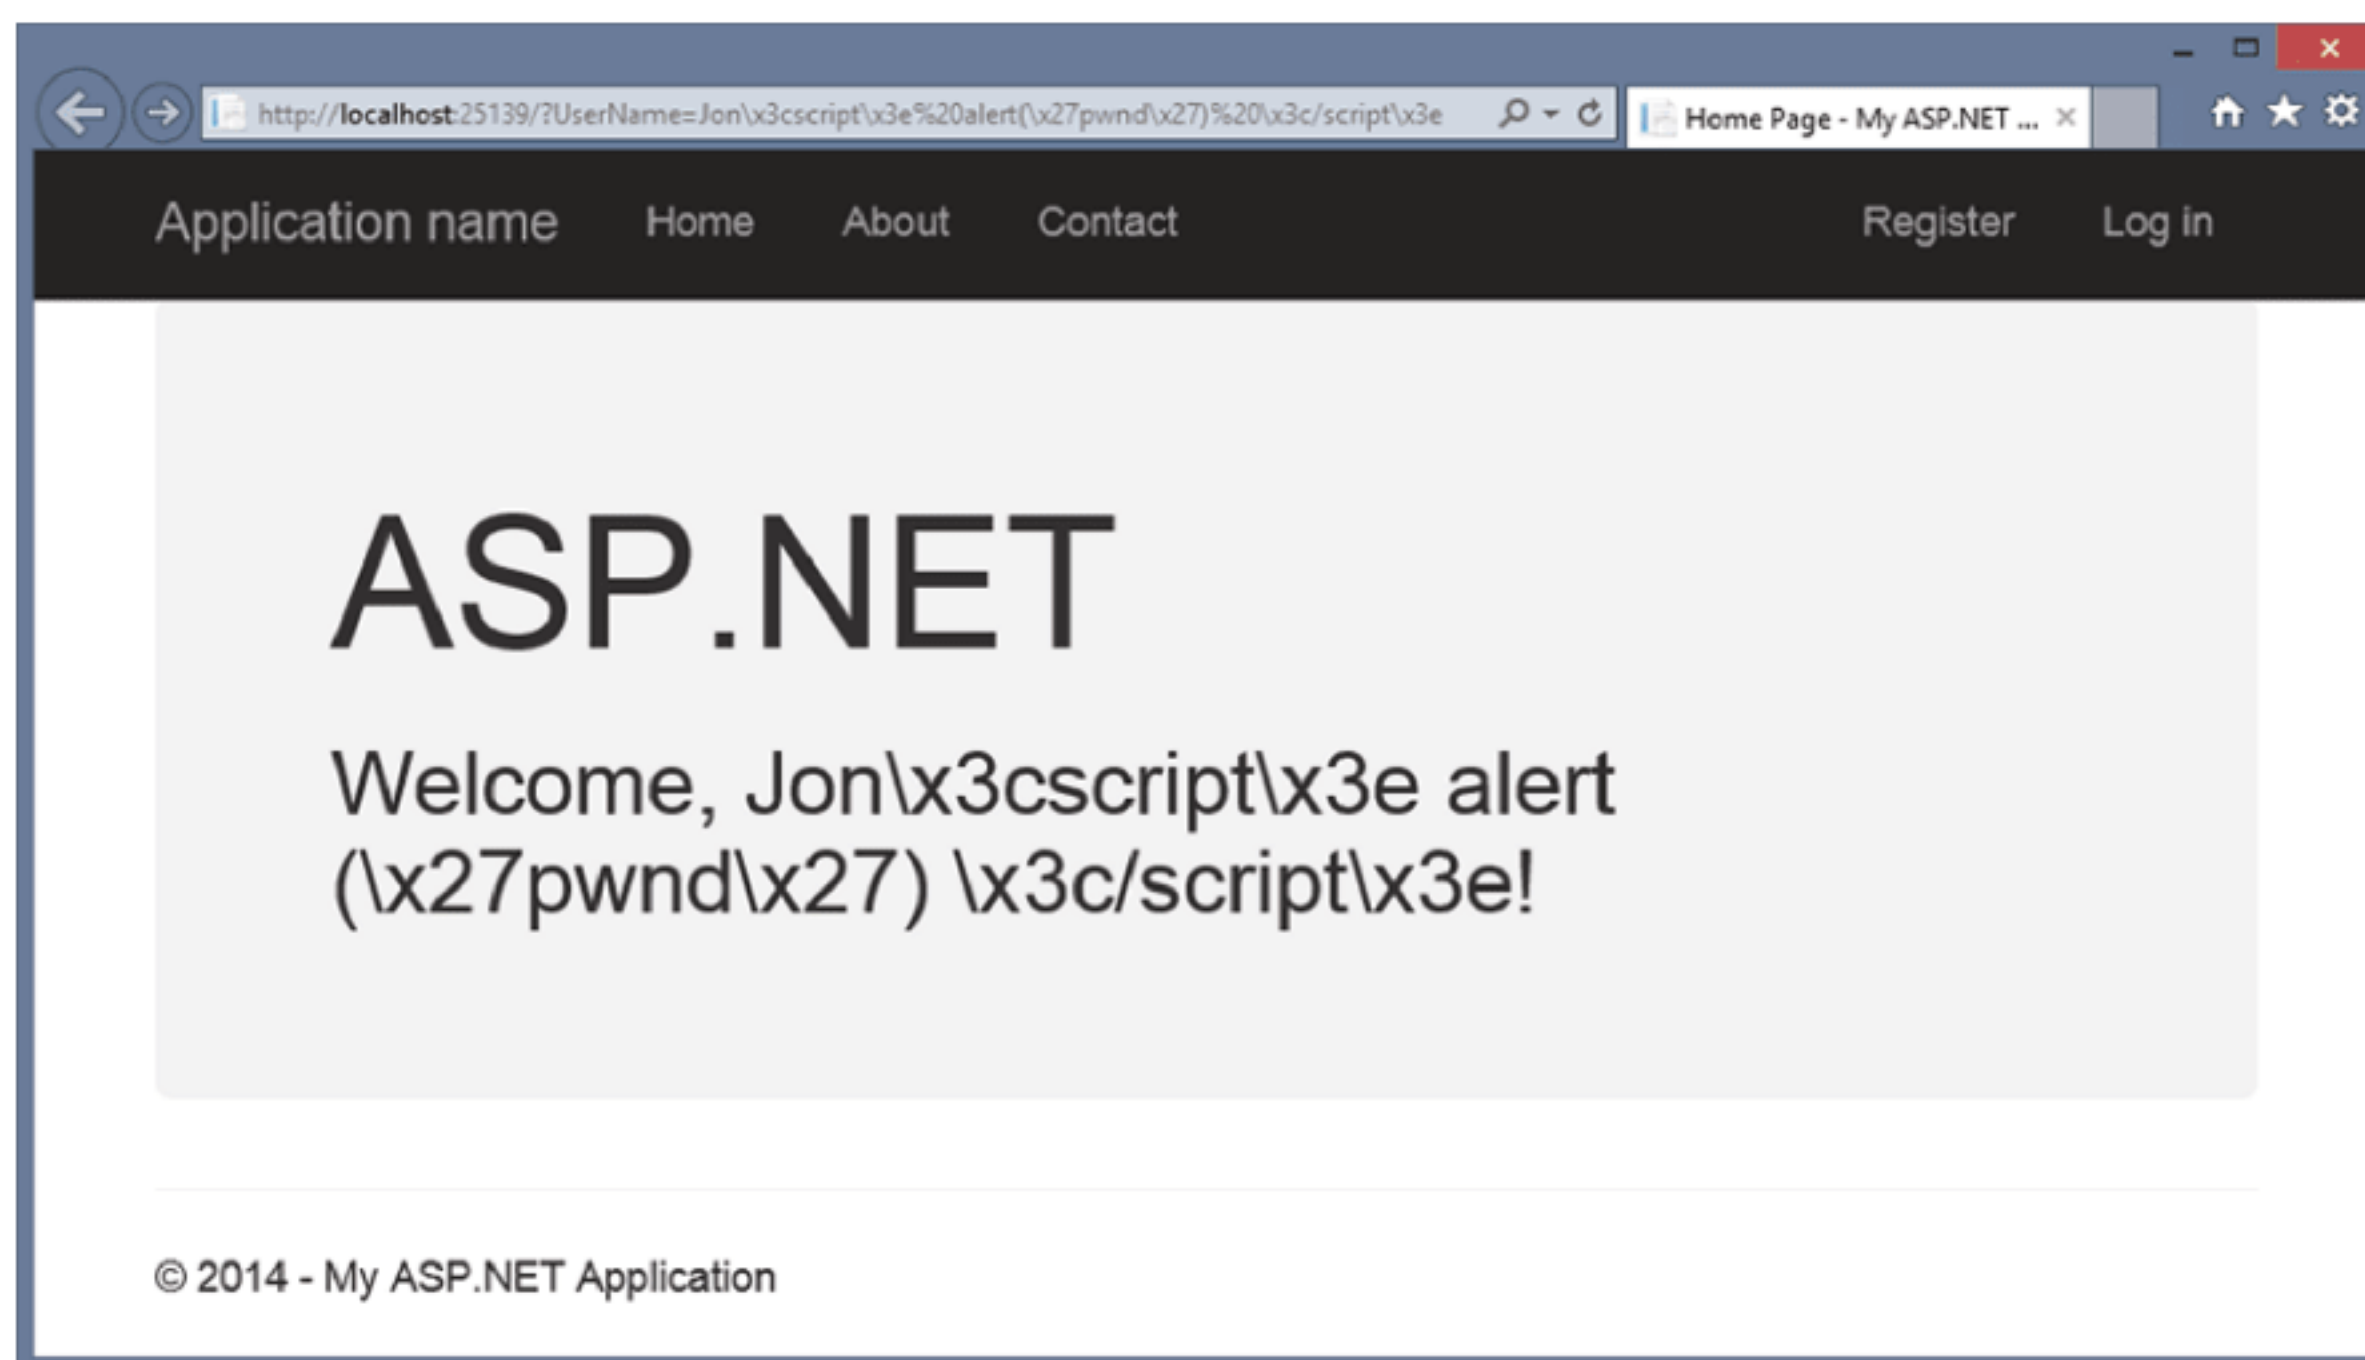 http://localhost:25139/?UserName=Jon\x3cscript\x3e%20alert(\x27pwnd\x27)%20\x3c/script\x3e
Home Page - My ASP.NET ...
Application name Home About Contact Register Log in
ASP.NET
Welcome, Jon\x3cscript\x3e alert
(\x27pwnd\x27) \x3c/script\x3e!
© 2014 - My ASP.NET Application